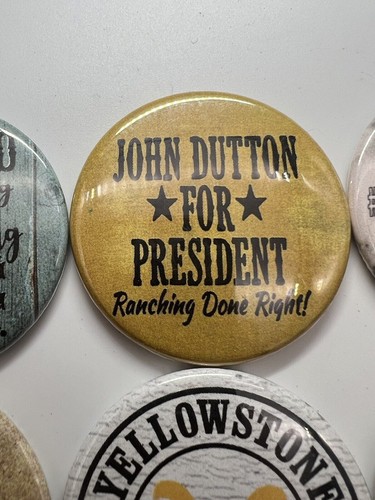 JOHN DUTTON
★ FOR ★
PRESIDENT
Ranching Done Right!
YELLOWSTONE